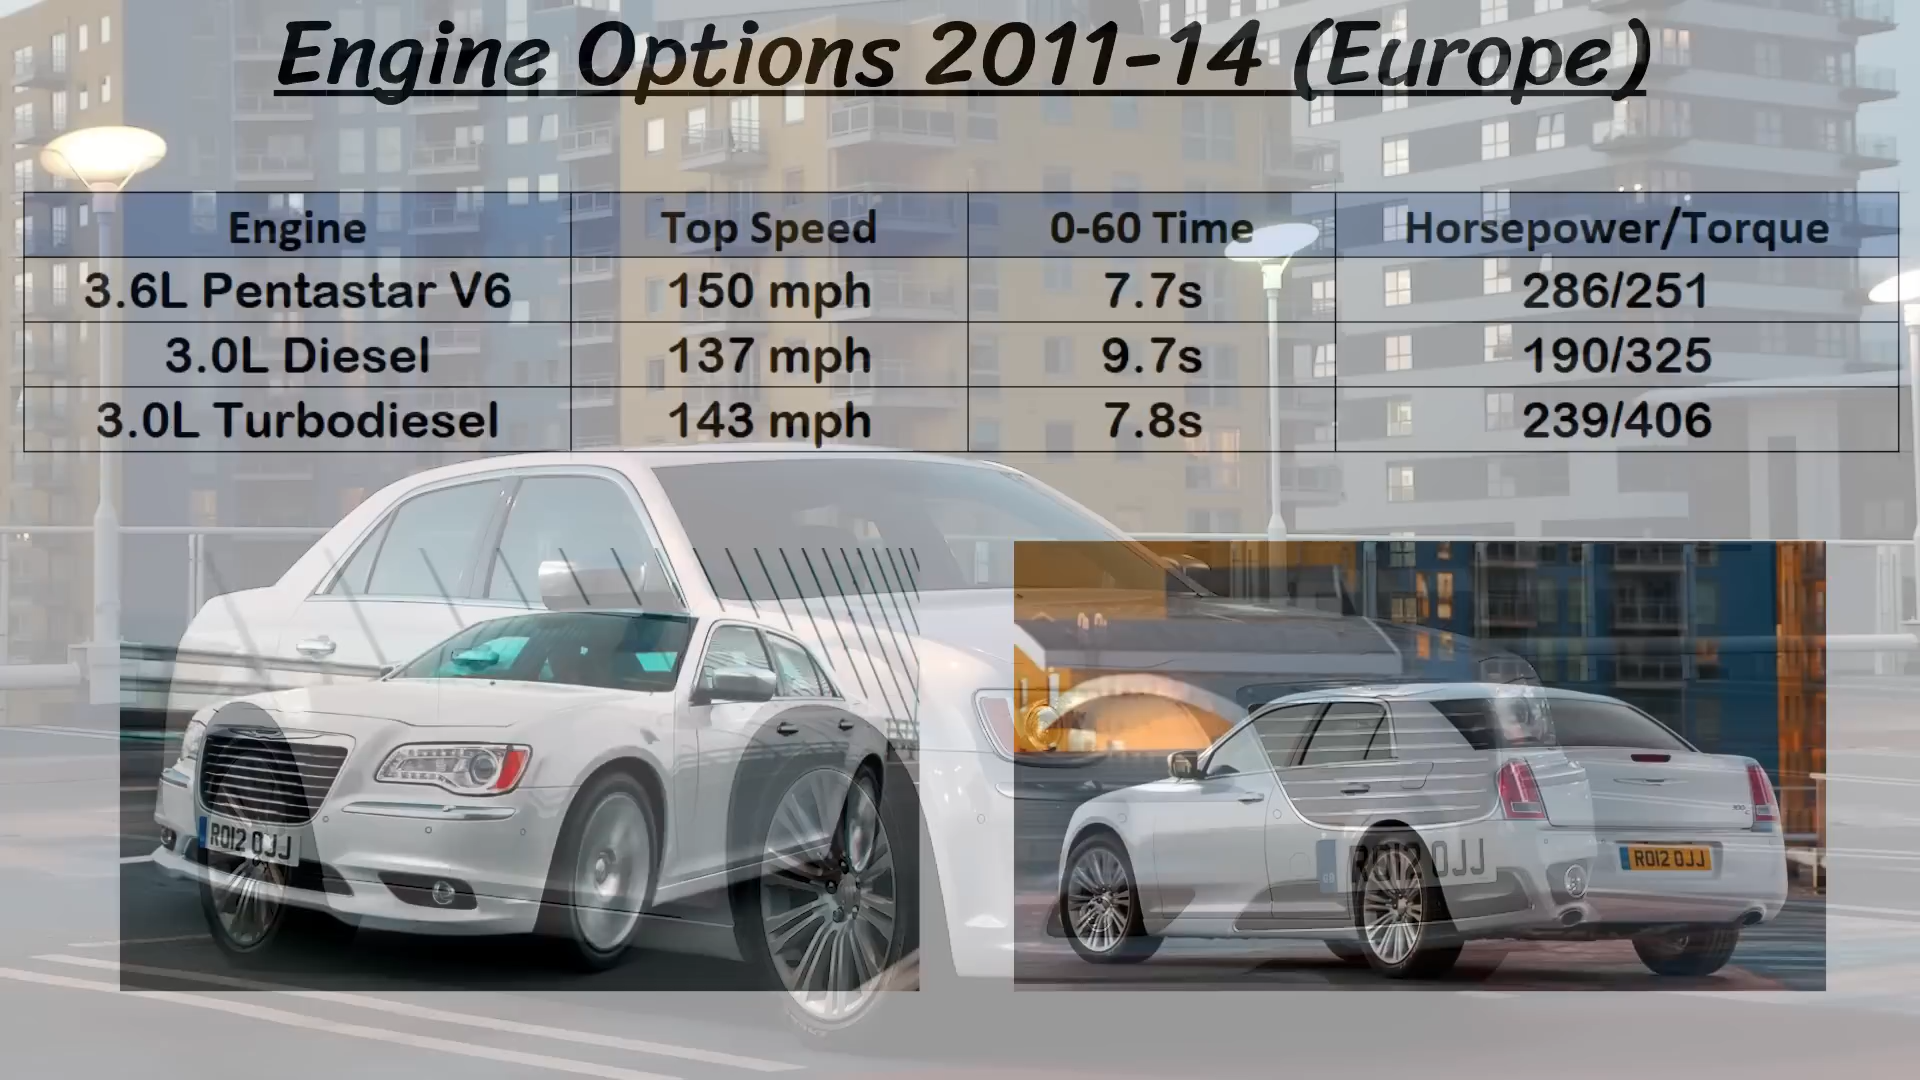 Engine Options 2011-14 (Europe)
Engine Top Speed 0-60 Time Horsepower/Torque
3.6L Pentastar V6 150 mph 7.7s 286/251
3.0L Diesel 137 mph 9.7s 190/325
3.0L Turbodiesel 143 mph 7.8s 239/406
RO12 OJJ
RO12 OJJ
RO12 OJJ